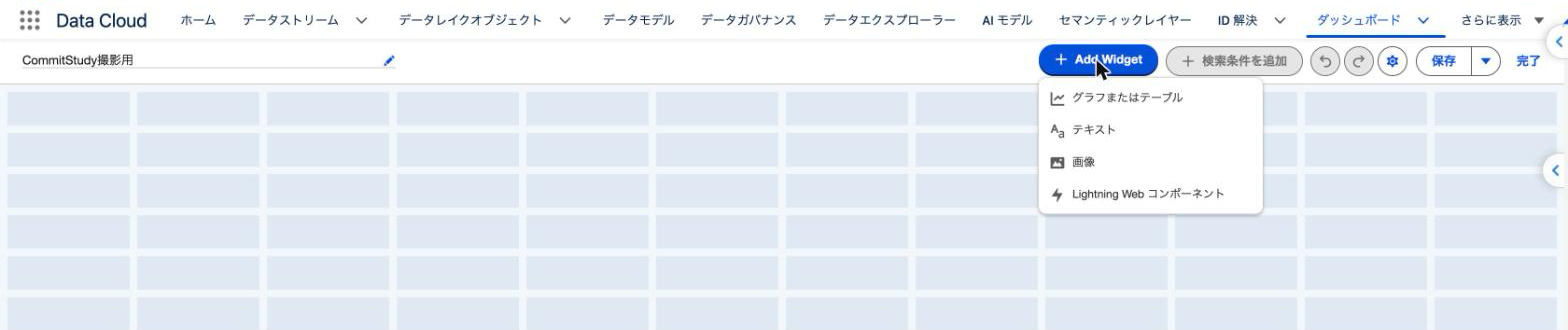 Data Cloud ホーム データストリーム データレイクオブジェクト データモデル データガバナンス データエクスプローラー AI モデル セマンティックレイヤー ID 解決 ダッシュボード さらに表示
CommitStudy撮影用 + Add Widget + 検索条件を追加 保存 完了
グラフまたはテーブル
Aa テキスト
画像
Lightning Web コンポーネント